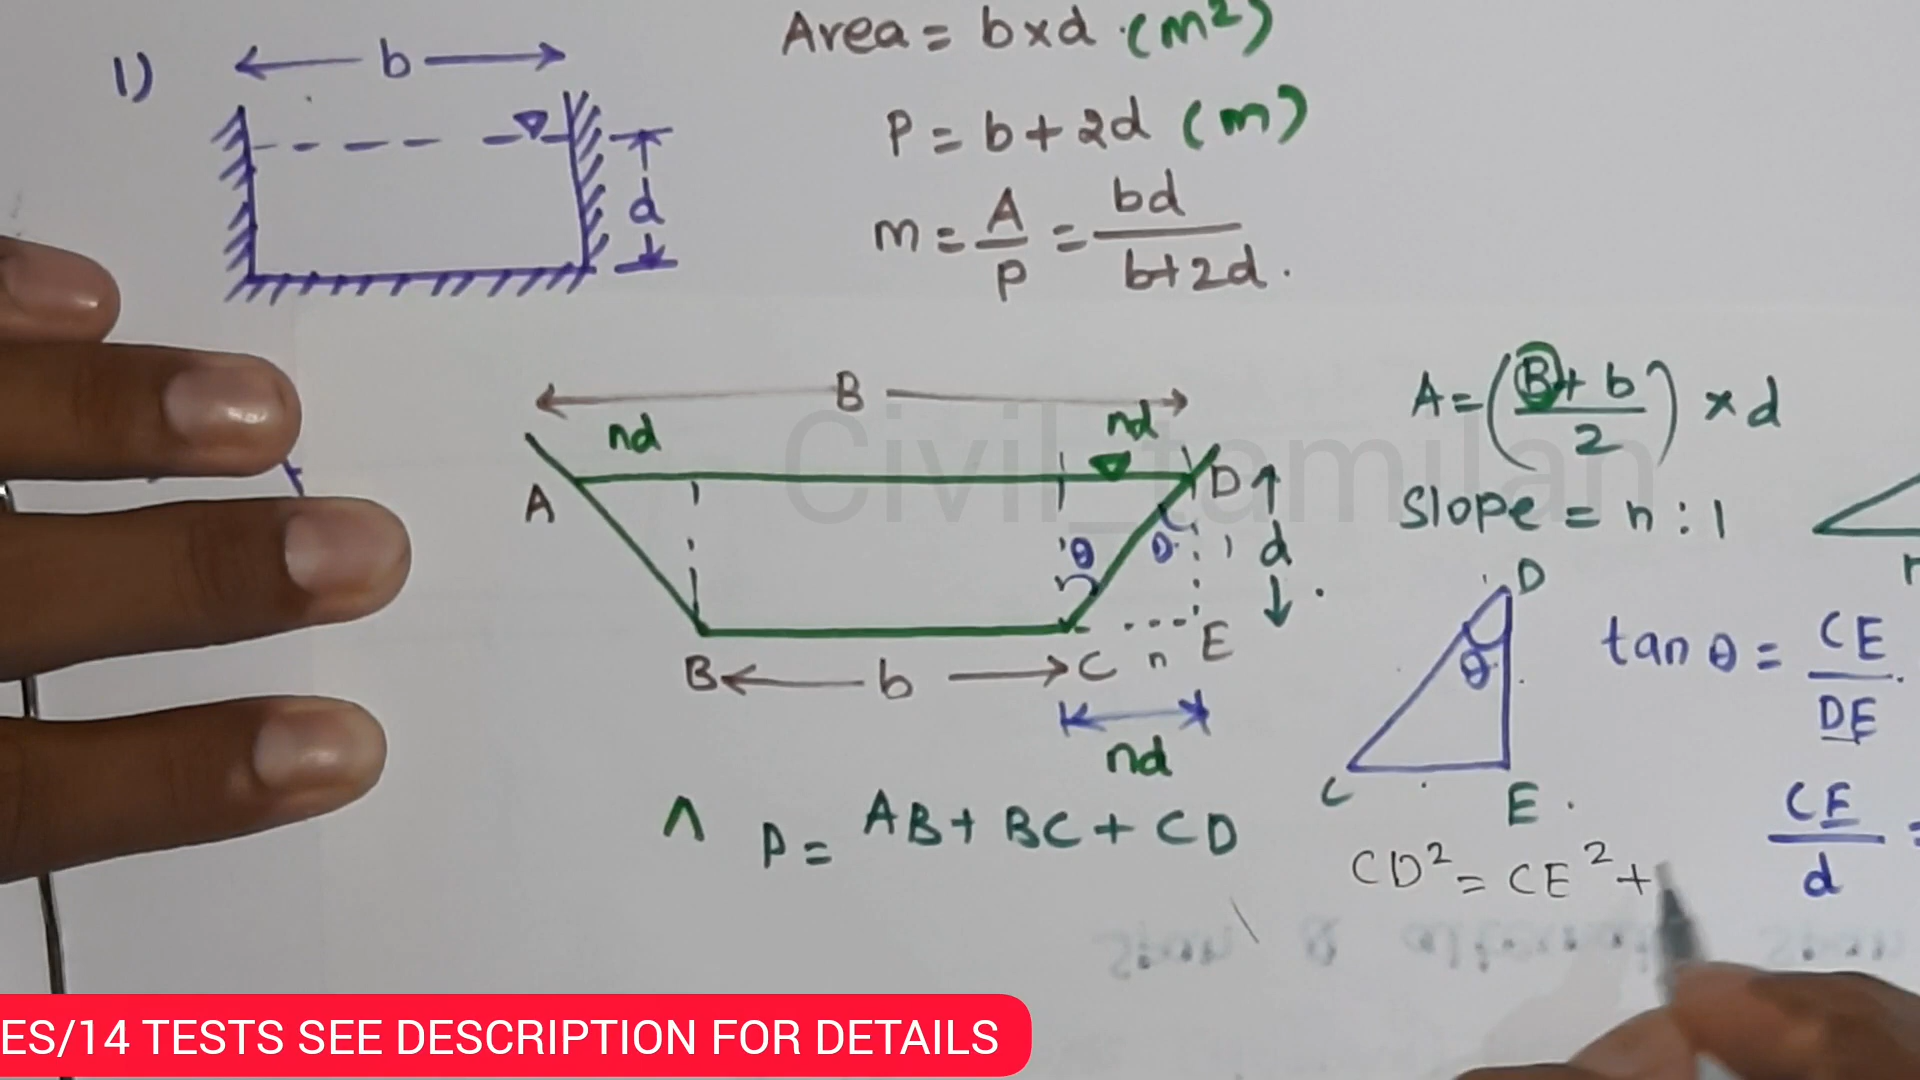 1)
b
Area = b×d (m²)
P = b + 2d (m)
d
m = A/P = bd/b+2d.
B
nd nd
A = (B + b / 2) × d
A D
Slope = n : 1
θ θ 1 d
B b C n E
nd
D
θ
C E
tan θ = CE/DE
P = AB + BC + CD
CD² = CE² +
CE/d =
Civil_tamilan
ES/14 TESTS SEE DESCRIPTION FOR DETAILS